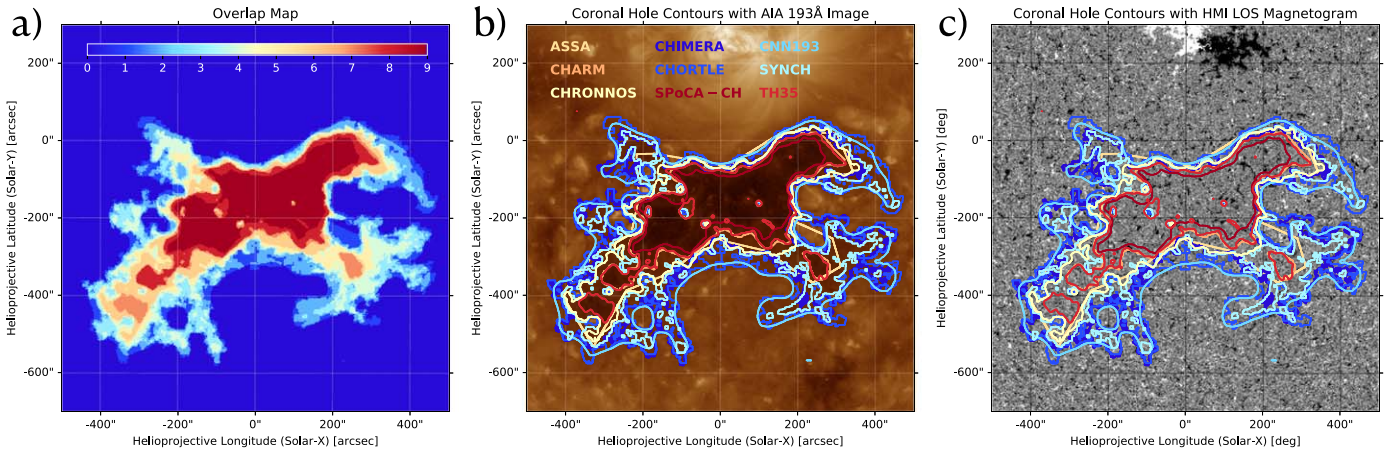 a)
Overlap Map
0 1 2 3 4 5 6 7 8 9
Helioprojective Latitude (Solar-Y) [arcsec]
200"
0"
-200"
-400"
-600"
-400" -200" 0" 200" 400"
Helioprojective Longitude (Solar-X) [arcsec]
b)
Coronal Hole Contours with AIA 193Å Image
ASSA CHIMERA CNN193
CHARM CHORTLE SYNCH
CHRONNOS SPoCA-CH TH35
Helioprojective Latitude (Solar-Y) [arcsec]
200"
0"
-200"
-400"
-600"
-400" -200" 0" 200" 400"
Helioprojective Longitude (Solar-X) [arcsec]
c)
Coronal Hole Contours with HMI LOS Magnetogram
Helioprojective Latitude (Solar-Y) [deg]
200"
0"
-200"
-400"
-600"
-400" -200" 0" 200" 400"
Helioprojective Longitude (Solar-X) [deg]